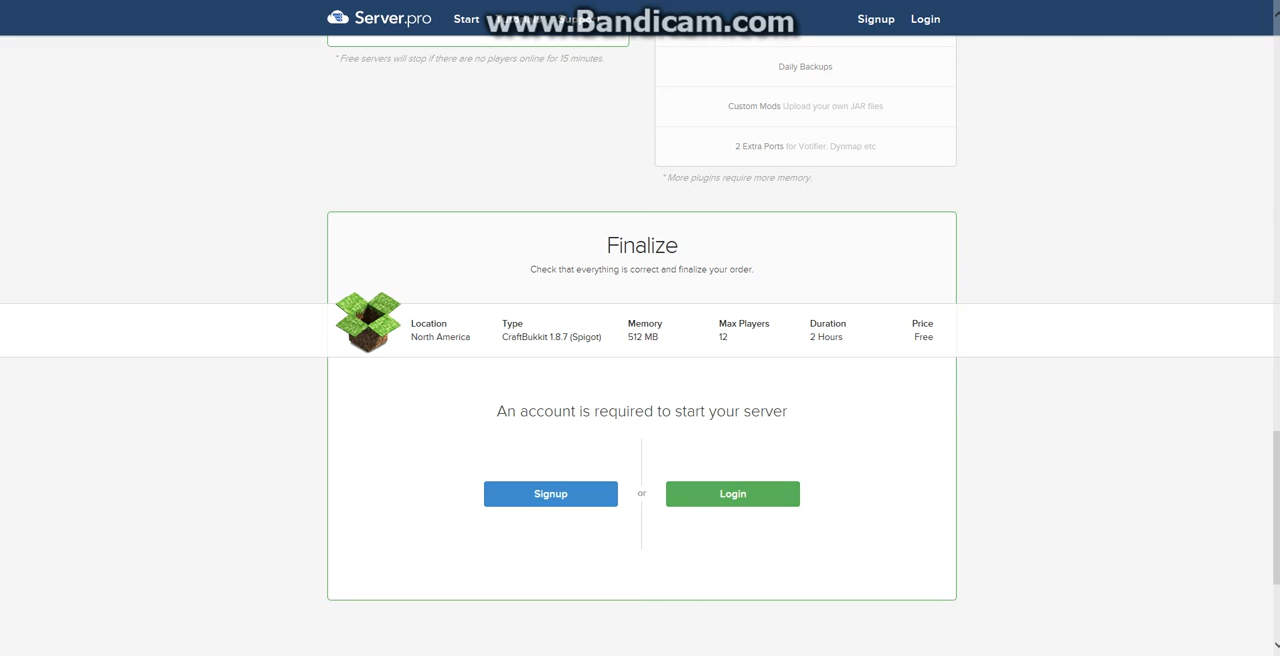 Server.pro Start Signup Login
www.Bandicam.com
* Free servers will stop if there are no players online for 15 minutes.
Daily Backups
Custom Mods Upload your own JAR files
2 Extra Ports for Votifier, Dynmap etc
* More plugins require more memory.
Finalize
Check that everything is correct and finalize your order.
Location Type Memory Max Players Duration Price
North America CraftBukkit 1.8.7 (Spigot) 512 MB 12 2 Hours Free
An account is required to start your server
Signup or Login